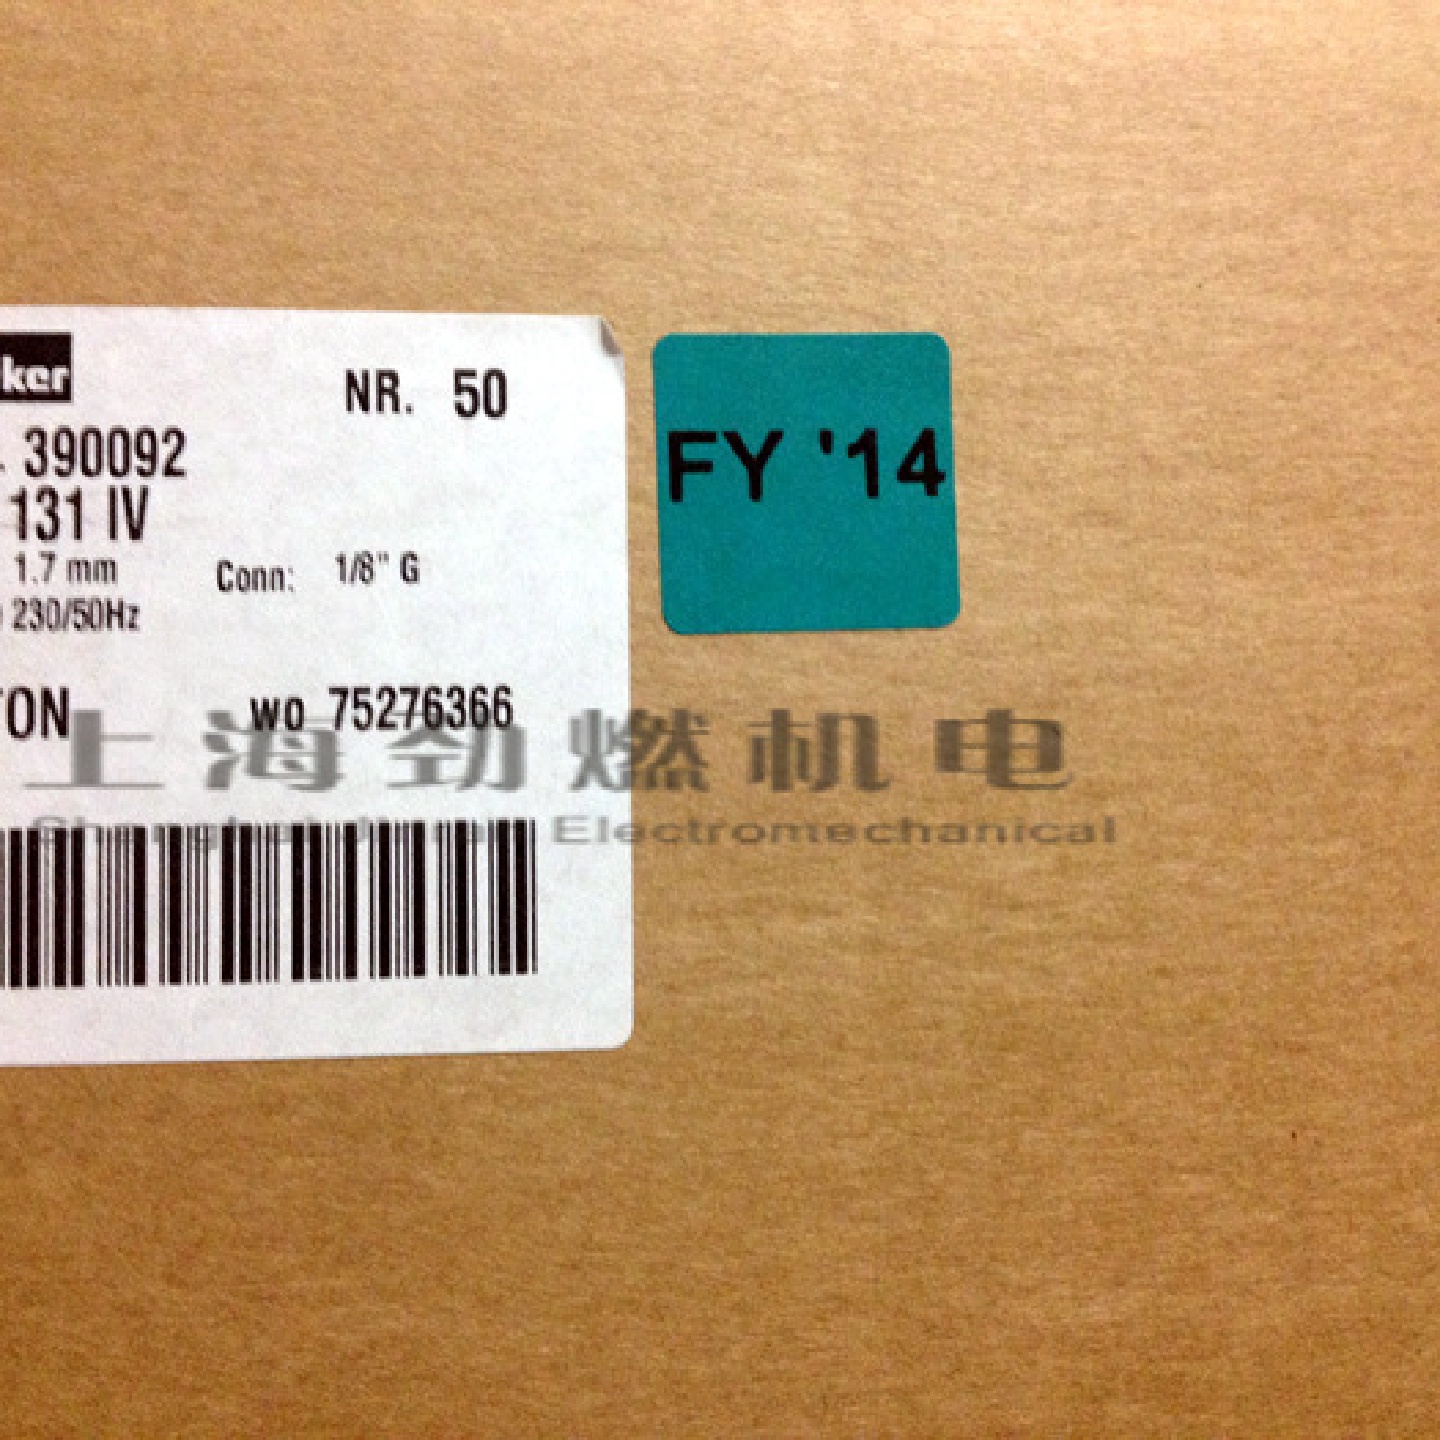 ker
NR. 50
390092
131 IV
1.7 mm Conn: 1/8" G
230/50Hz
TON wo 75276366
FY '14
上海劲燃机电
Electromechanical